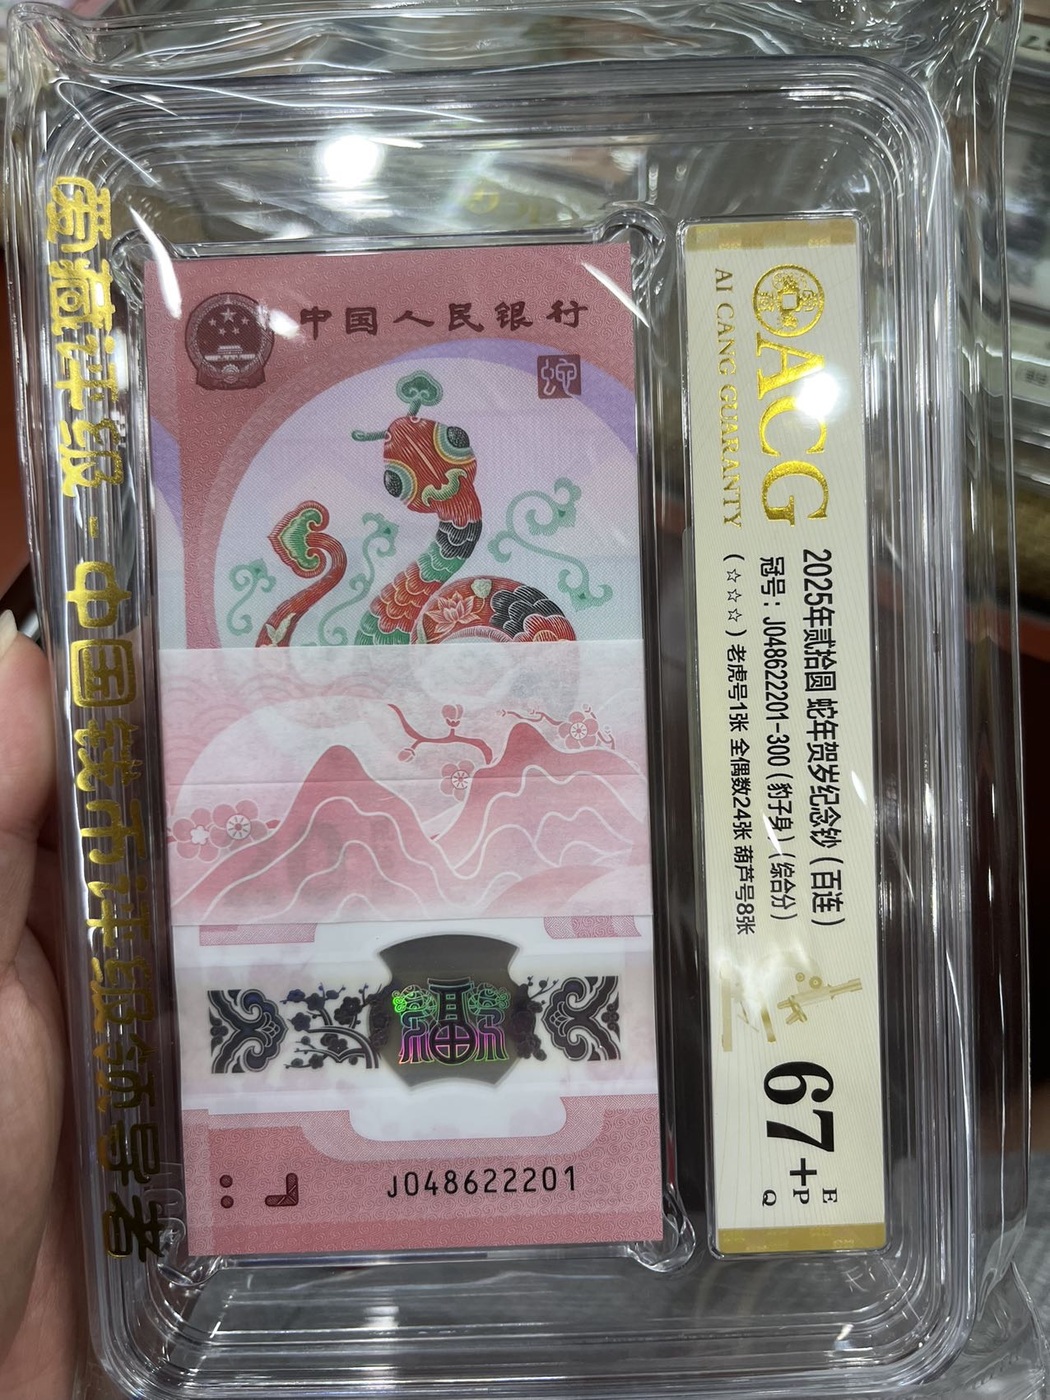 爱藏评级 - 中国钱币评级领导者
中国人民银行
J048622201
ACG
AI CANG GUARANTY
2025年贰拾圆 蛇年贺岁纪念钞(百连)
冠号:J048622201-300(豹子身)(综合分)
(☆☆☆)老虎号1张 全偶数24张 葫芦号8张
67+
E
P
Q